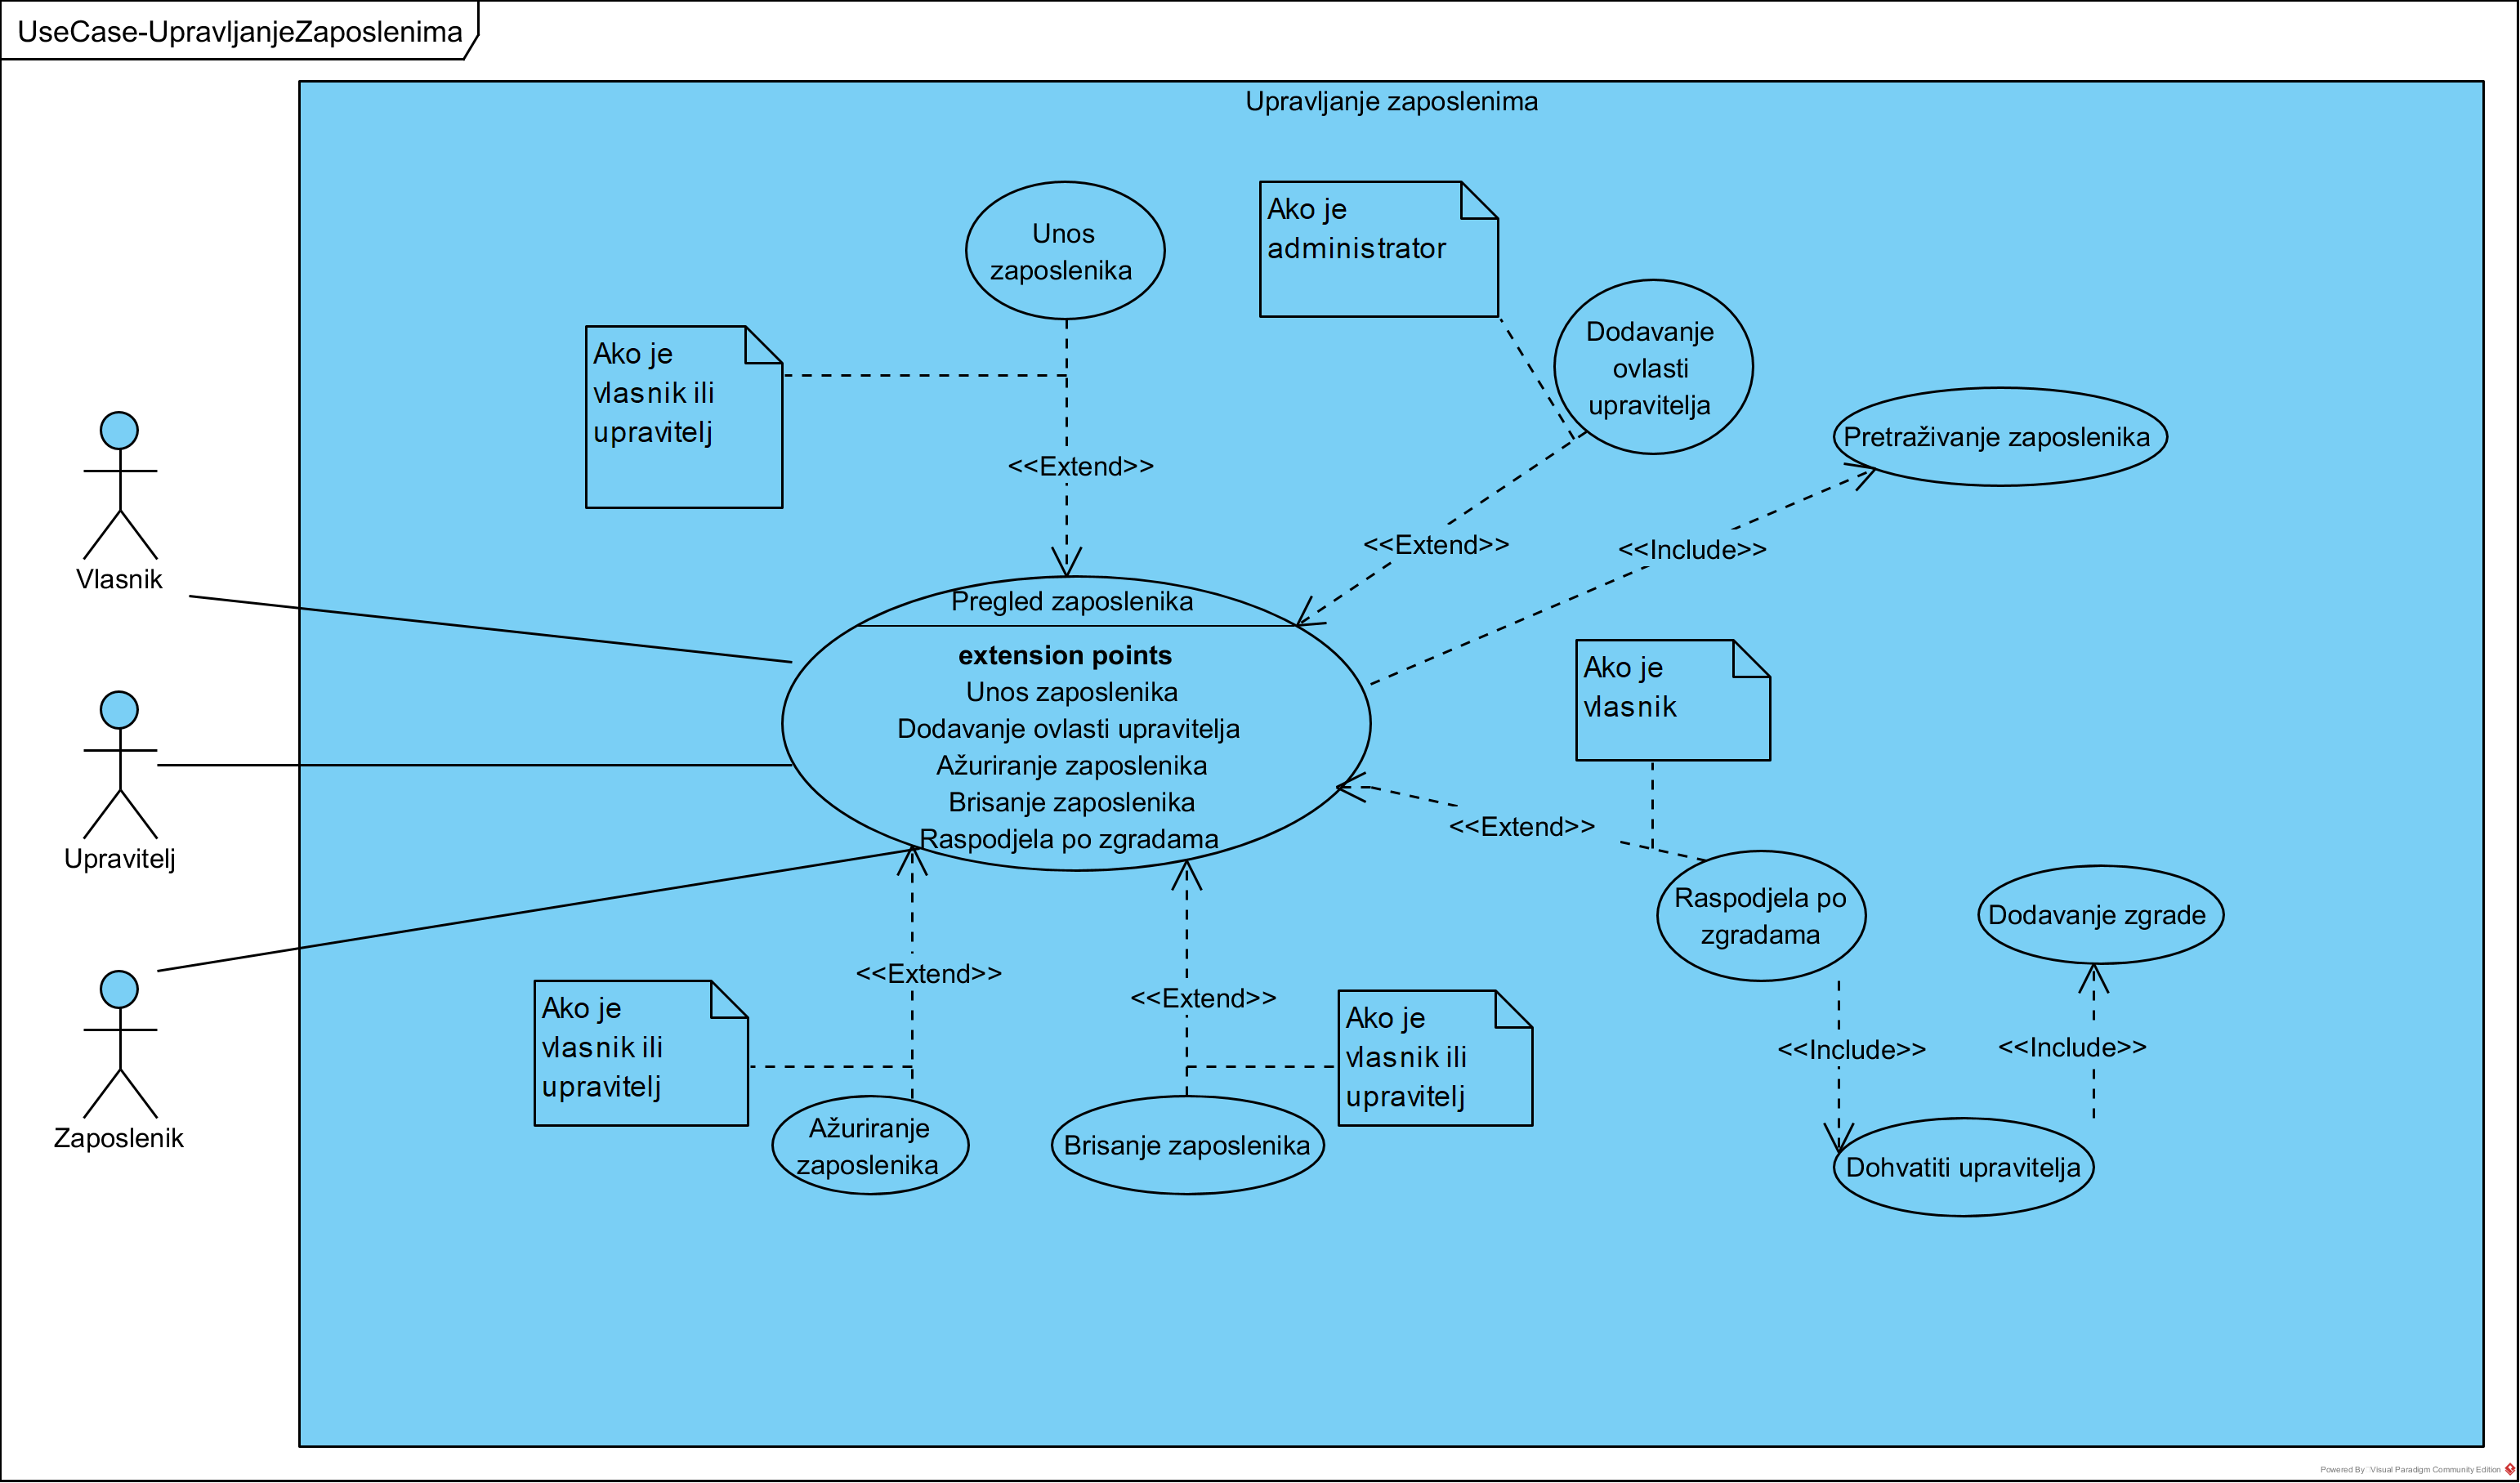 UseCase-UpravljanjeZaposlenima
Upravljanje zaposlenima
Unos
zaposlenika
Ako je
administrator
Dodavanje
ovlasti
upravitelja
Ako je
vlasnik ili
upravitelj
Pretraživanje zaposlenika
<<Extend>>
<<Extend>>
<<Include>>
Vlasnik
Pregled zaposlenika
extension points
Unos zaposlenika
Dodavanje ovlasti upravitelja
Ažuriranje zaposlenika
Brisanje zaposlenika
Raspodjela po zgradama
Ako je
vlasnik
<<Extend>>
Upravitelj
Raspodjela po
zgradama
Dodavanje zgrade
<<Extend>>
<<Extend>>
Ako je
vlasnik ili
upravitelj
Ako je
vlasnik ili
upravitelj
<<Include>>
<<Include>>
Zaposlenik
Ažuriranje
zaposlenika
Brisanje zaposlenika
Dohvatiti upravitelja
Powered By Visual Paradigm Community Edition